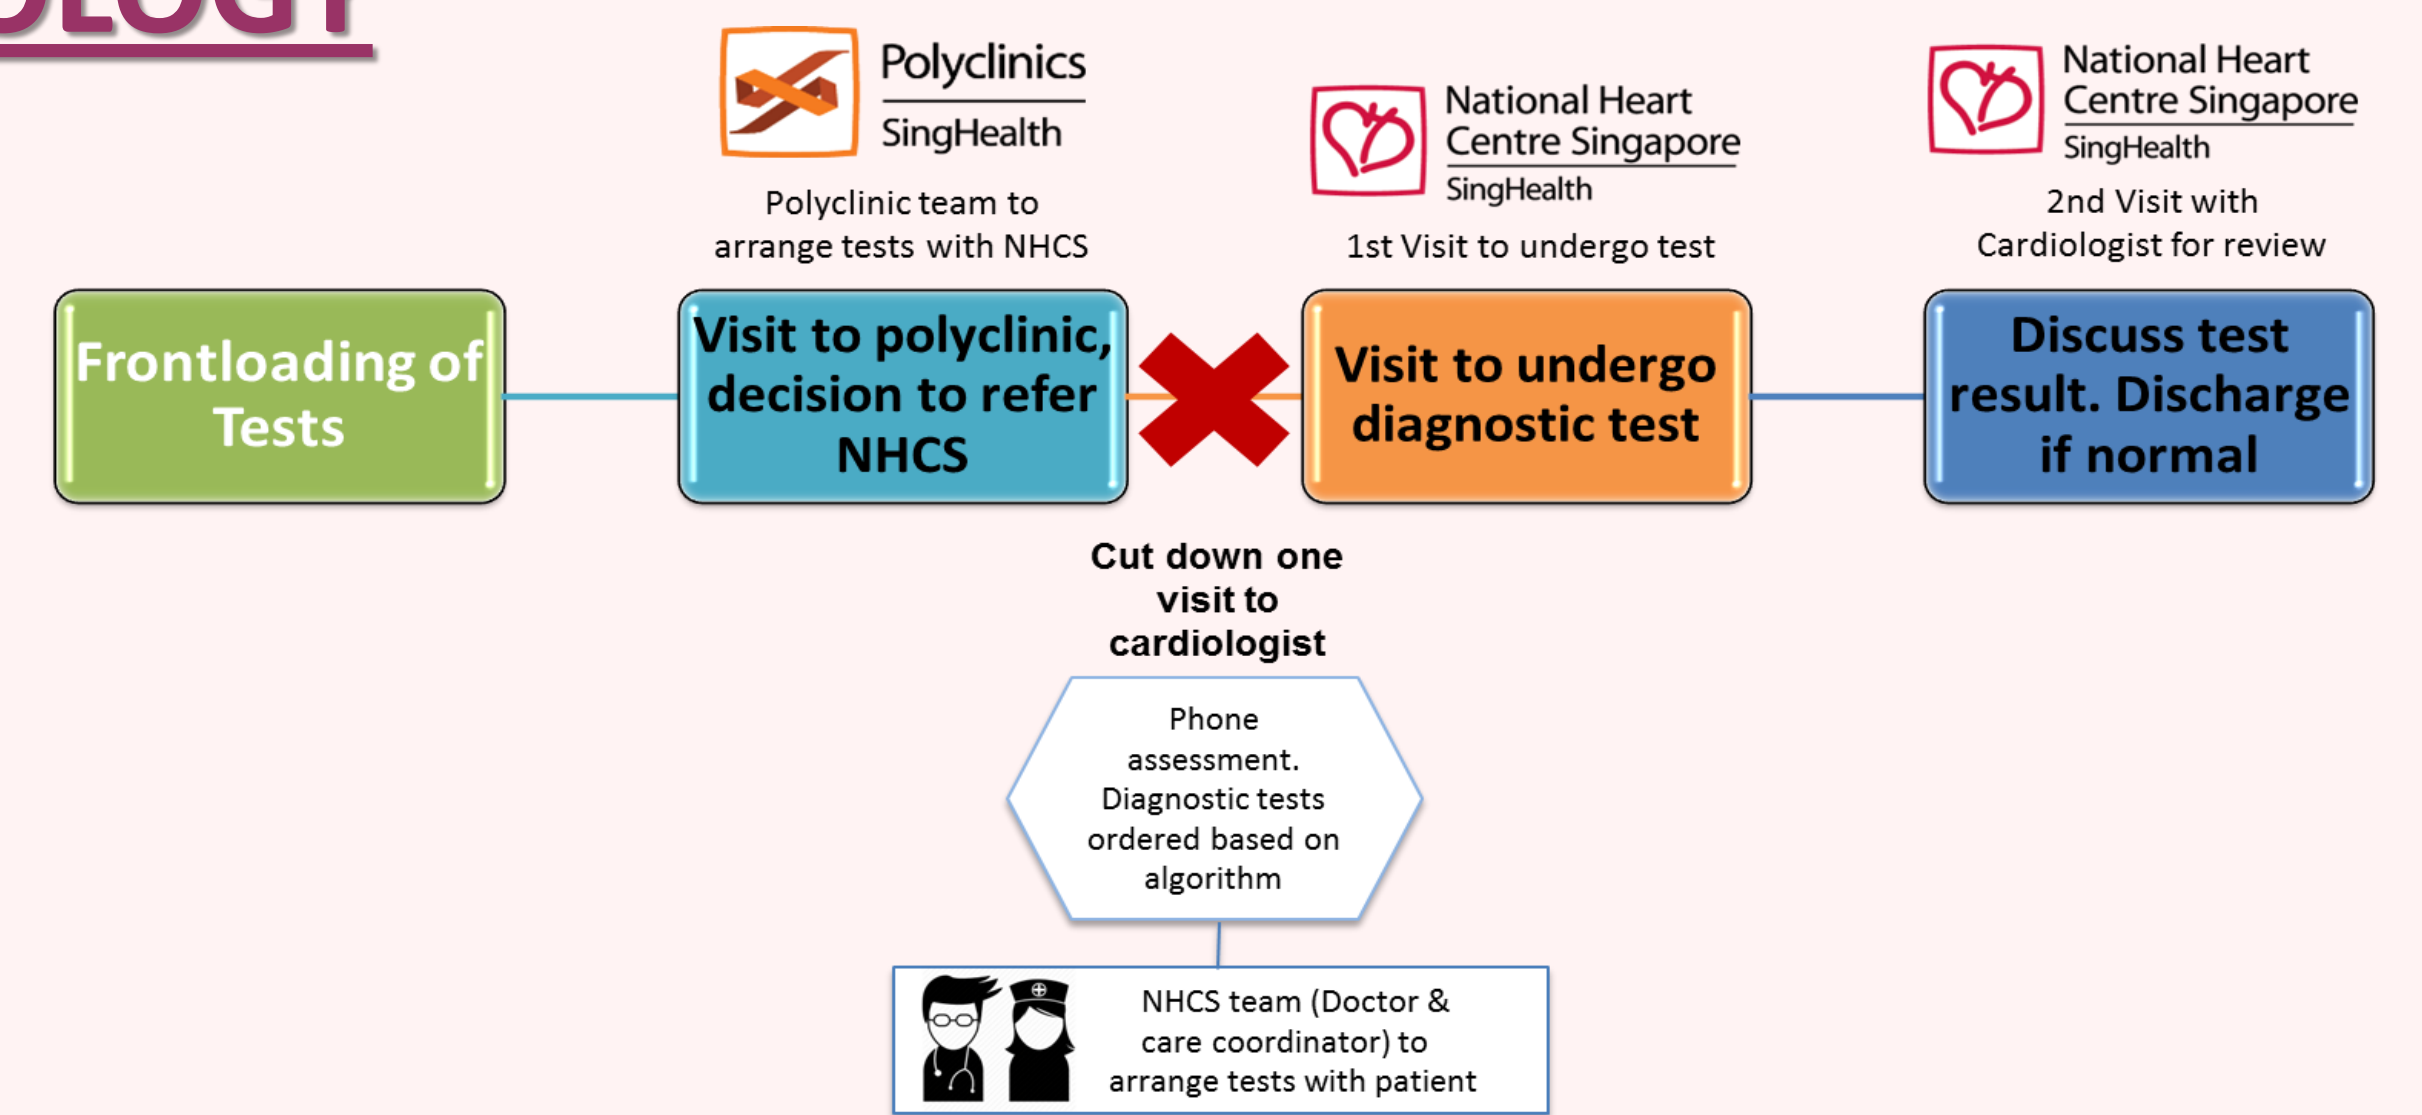 OLOGY
Polyclinics
SingHealth
Polyclinic team to
arrange tests with NHCS
National Heart
Centre Singapore
SingHealth
1st Visit to undergo test
National Heart
Centre Singapore
SingHealth
2nd Visit with
Cardiologist for review
Frontloading of
Tests
Visit to polyclinic,
decision to refer
NHCS
Visit to undergo
diagnostic test
Discuss test
result. Discharge
if normal
Cut down one
visit to
cardiologist
Phone
assessment.
Diagnostic tests
ordered based on
algorithm
NHCS team (Doctor &
care coordinator) to
arrange tests with patient